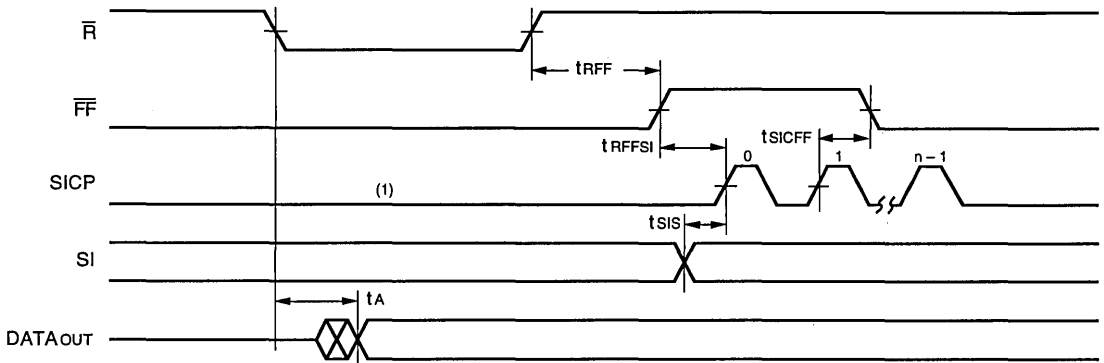 R
tRFF
FF
tRFFSI
tSICFF
0
1
n-1
SICP
(1)
tSIS
SI
tA
DATAOUT